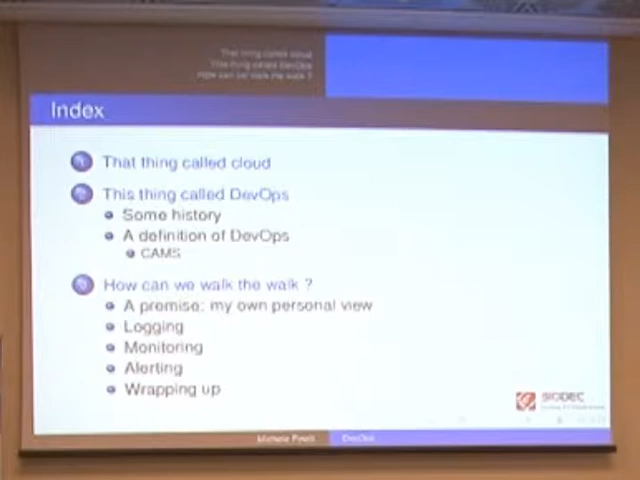 That thing called cloud
This thing called DevOps
How can we walk the walk ?
Index
That thing called cloud
This thing called DevOps
Some history
A definition of DevOps
CAMS
How can we walk the walk ?
A premise: my own personal view
Logging
Monitoring
Alerting
Wrapping up
DevOps